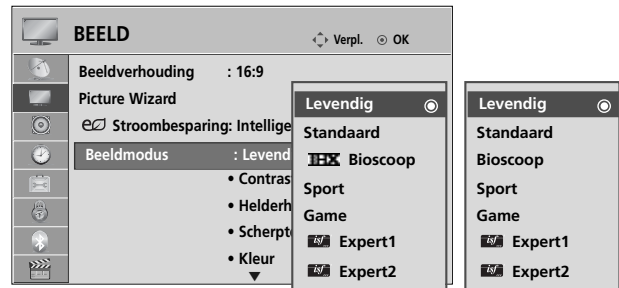 BEELD
Verpl. OK
Beeldverhouding : 16:9
Picture Wizard
Stroombesparing: Intellige
Beeldmodus : Levend
• Contras
• Helderh
• Scherpt
• Kleur
Levendig
Standaard
THX Bioscoop
Sport
Game
isf Expert1
isf Expert2
Levendig
Standaard
Bioscoop
Sport
Game
isf Expert1
isf Expert2